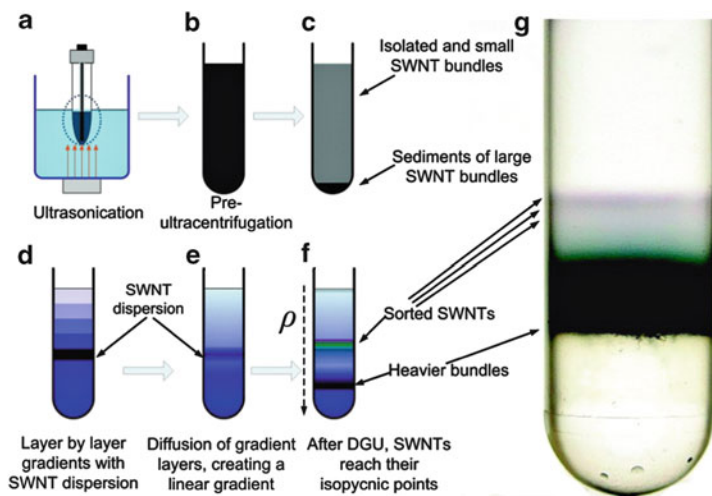 a
b
c
g
Isolated and small
SWNT bundles
Sediments of large
SWNT bundles
Ultrasonication
Pre-
ultracentrifugation
d
e
f
SWNT
dispersion
ρ
Sorted SWNTs
Heavier bundles
Layer by layer
gradients with
SWNT dispersion
Diffusion of gradient
layers, creating a
linear gradient
After DGU, SWNTs
reach their
isopycnic points